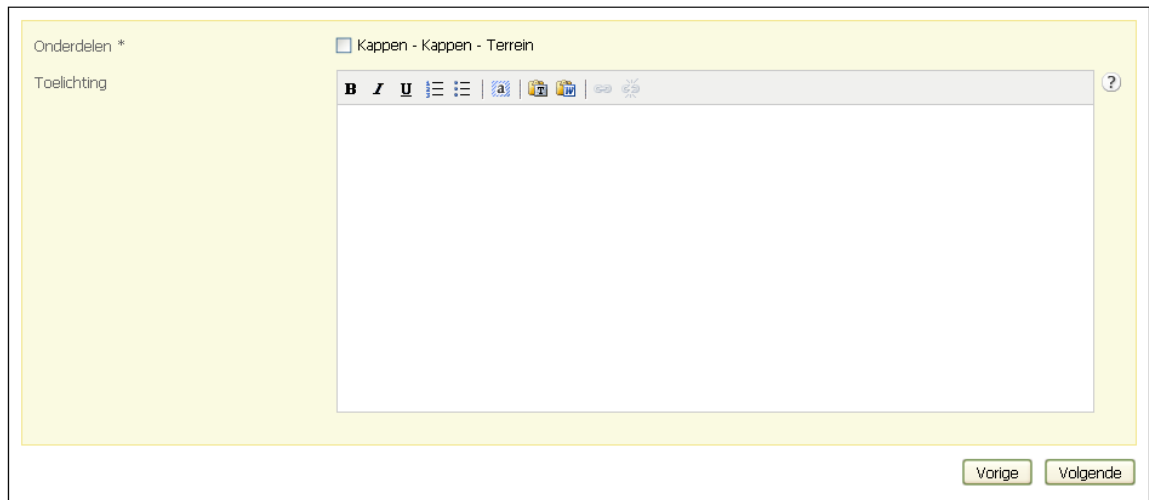 Onderdelen *
Kappen - Kappen - Terrein
Toelichting
B I U a T W ?
Vorige Volgende